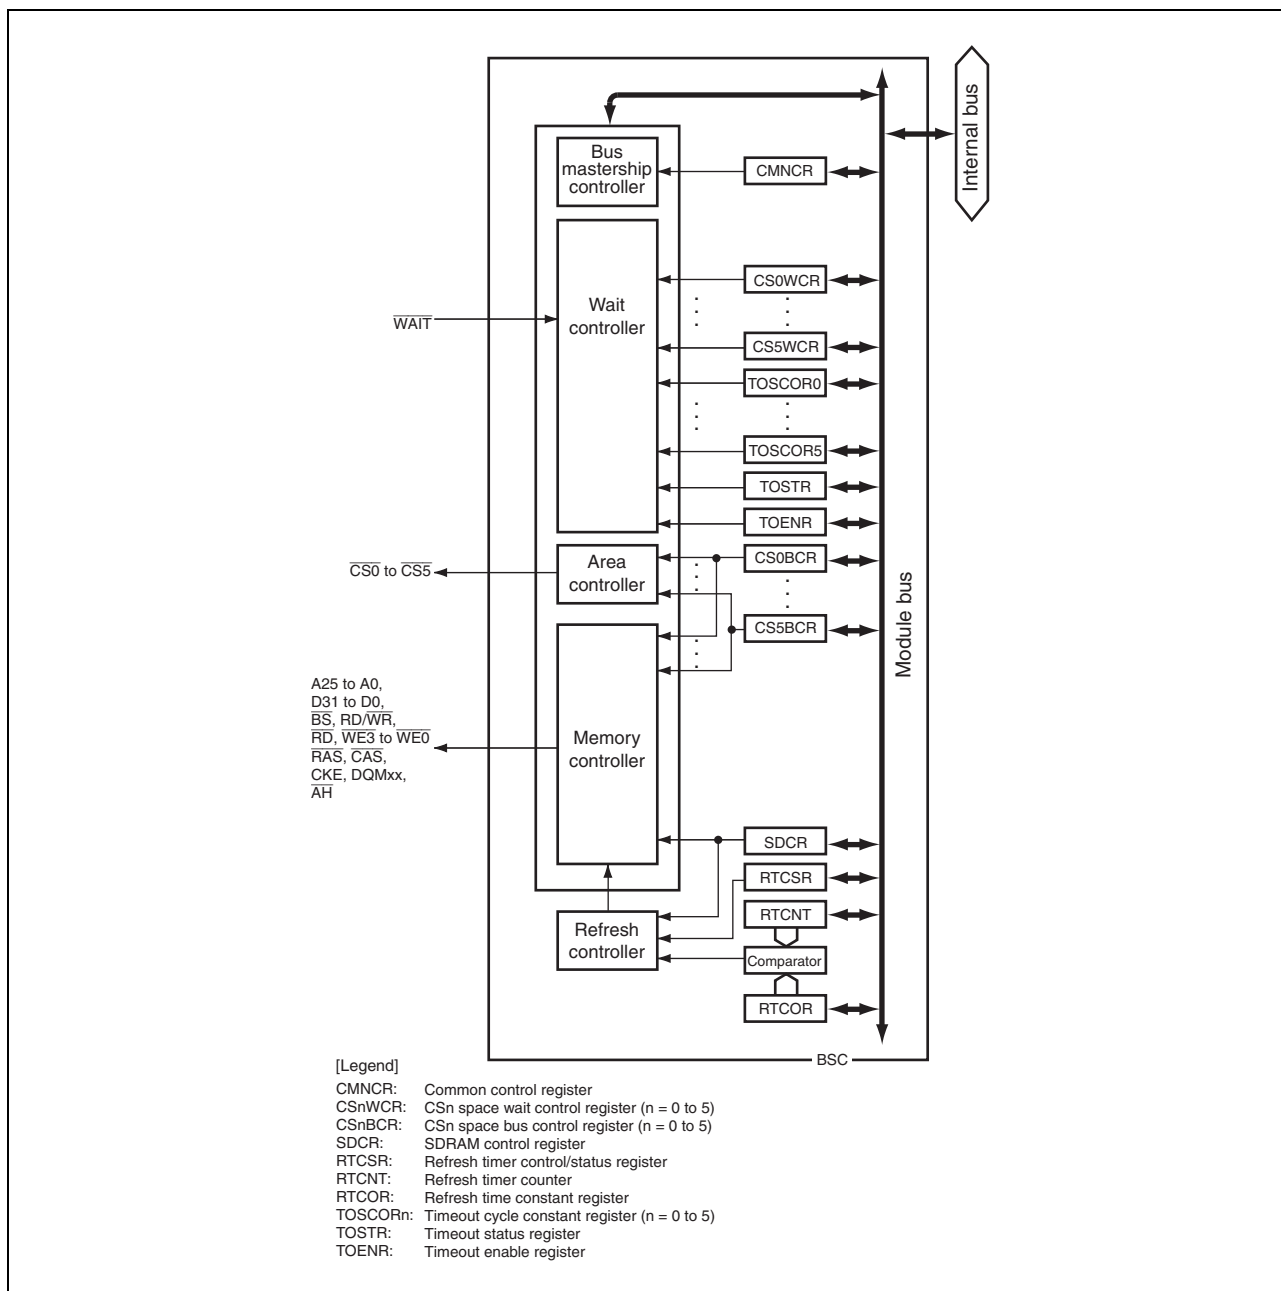 Internal bus
Bus
mastership
controller
CMNCR
Wait
controller
WAIT
CS0WCR
CS5WCR
TOSCOR0
TOSCOR5
TOSTR
TOENR
Area
controller
CS0 to CS5
CS0BCR
CS5BCR
Module bus
A25 to A0,
D31 to D0,
BS, RD/WR,
RD, WE3 to WE0
RAS, CAS,
CKE, DQMxx,
AH
Memory
controller
SDCR
RTCSR
RTCNT
Refresh
controller
Comparator
RTCOR
BSC
[Legend]
CMNCR: Common control register
CSnWCR: CSn space wait control register (n = 0 to 5)
CSnBCR: CSn space bus control register (n = 0 to 5)
SDCR: SDRAM control register
RTCSR: Refresh timer control/status register
RTCNT: Refresh timer counter
RTCOR: Refresh time constant register
TOSCORn: Timeout cycle constant register (n = 0 to 5)
TOSTR: Timeout status register
TOENR: Timeout enable register